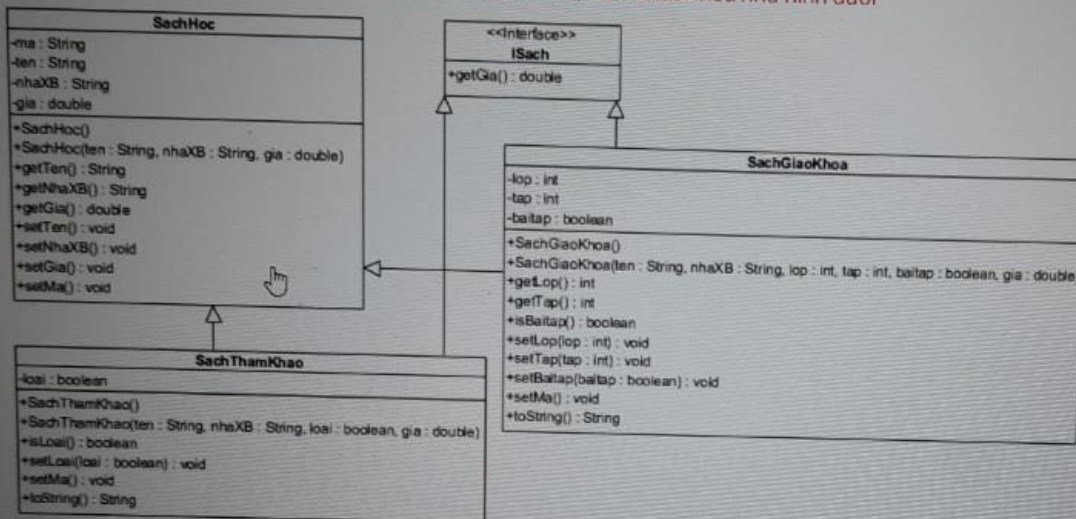 SachHoc
-ma : String
-ten : String
-nhaXB : String
-gia : double
+SachHoc()
+SachHoc(ten : String, nhaXB : String, gia : double)
+getTen() : String
+getNhaXB() : String
+getGia() : double
+setTen() : void
+setNhaXB() : void
+setGia() : void
+setMa() : void
<<Interface>>
ISach
+getGia() : double
SachGiaoKhoa
-lop : int
-tap : int
-baitap : boolean
+SachGiaoKhoa()
+SachGiaoKhoa(ten : String, nhaXB : String, lop : int, tap : int, baitap : boolean, gia : double
+getLop() : int
+getTap() : int
+isBaitap() : boolean
+setLop(lop : int) : void
+setTap(tap : int) : void
+setBaitap(baitap : boolean) : void
+setMa() : void
+toString() : String
SachThamKhao
-loai : boolean
+SachThamKhao()
+SachThamKhao(ten : String, nhaXB : String, loai : boolean, gia : double)
+isLoai() : boolean
+setLoai(loai : boolean) : void
+setMa() : void
+toString() : String